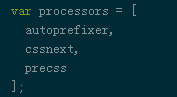 var processors = [
  autoprefixer,
  cssnext,
  precss
];